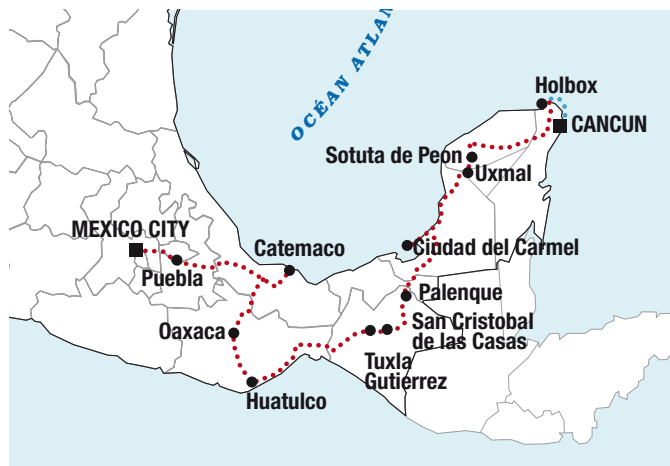 OCÉAN ATLAN
Holbox
CANCUN
Sotuta de Peon
Uxmal
MEXICO CITY
Catemaco
Ciudad del Carmel
Puebla
Palenque
Oaxaca
San Cristobal
de las Casas
Tuxla
Gutierrez
Huatulco